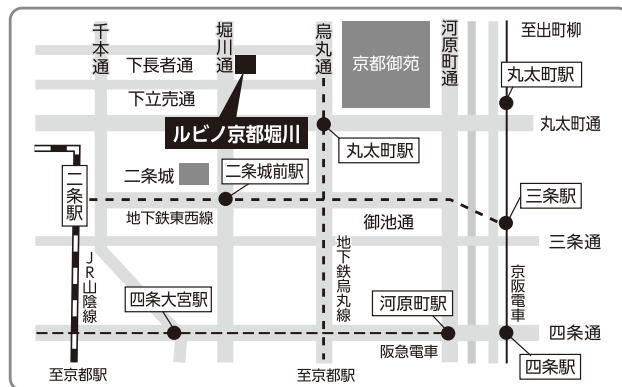 千本通
堀川通
烏丸通
河原町通
至出町柳
下長者通
京都御苑
丸太町駅
下立売通
ルビノ京都堀川
丸太町通
丸太町駅
二条城
二条城前駅
二条駅
三条駅
地下鉄東西線
御池通
三条通
JR山陰線
地下鉄烏丸線
京阪電車
四条大宮駅
河原町駅
四条通
阪急電車
四条駅
至京都駅
至京都駅